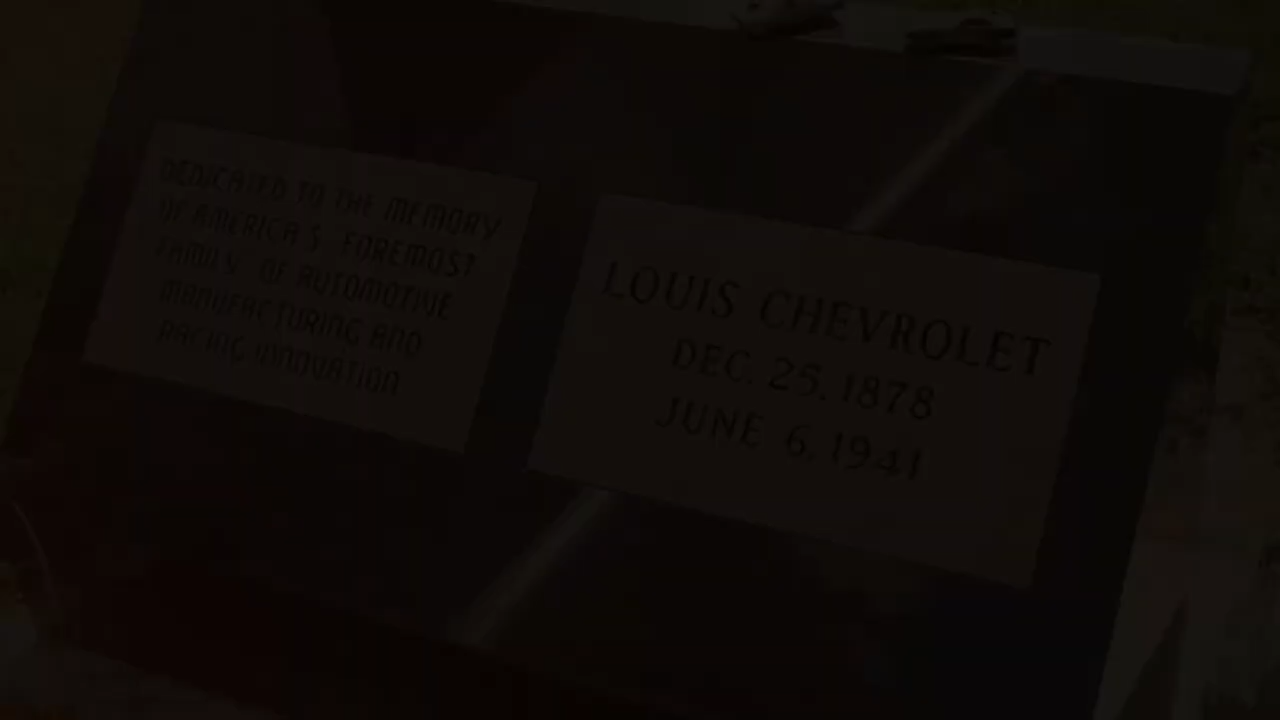 DEDICATED TO THE MEMORY
OF AMERICA'S FOREMOST
FAMILY OF AUTOMOTIVE
MANUFACTURING AND
RACING INNOVATION
LOUIS CHEVROLET
DEC. 25, 1878
JUNE 6, 1941